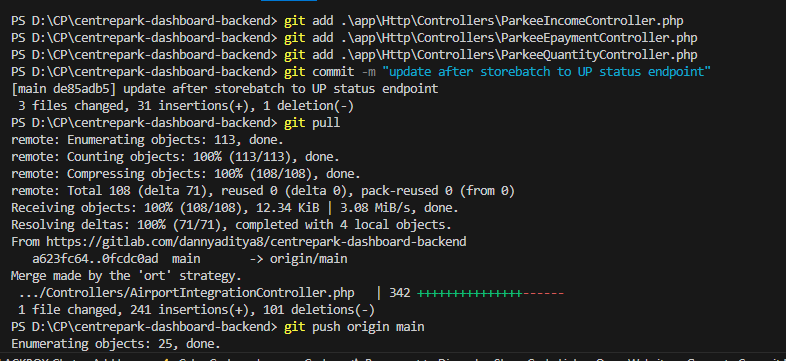 PS D:\CP\centrepark-dashboard-backend> git add .\app\Http\Controllers\ParkeeIncomeController.php
PS D:\CP\centrepark-dashboard-backend> git add .\app\Http\Controllers\ParkeeEpaymentController.php
PS D:\CP\centrepark-dashboard-backend> git add .\app\Http\Controllers\ParkeeQuantityController.php
PS D:\CP\centrepark-dashboard-backend> git commit -m "update after storebatch to UP status endpoint"
[main de85adb5] update after storebatch to UP status endpoint
 3 files changed, 31 insertions(+), 1 deletion(-)
PS D:\CP\centrepark-dashboard-backend> git pull
remote: Enumerating objects: 113, done.
remote: Counting objects: 100% (113/113), done.
remote: Compressing objects: 100% (108/108), done.
remote: Total 108 (delta 71), reused 0 (delta 0), pack-reused 0 (from 0)
Receiving objects: 100% (108/108), 12.34 KiB | 3.08 MiB/s, done.
Resolving deltas: 100% (71/71), completed with 4 local objects.
From https://gitlab.com/dannyaditya8/centrepark-dashboard-backend
   a623fc64..0fcdc0ad  main       -> origin/main
Merge made by the 'ort' strategy.
 .../Controllers/AirportIntegrationController.php   | 342 +++++++++++++++------
 1 file changed, 241 insertions(+), 101 deletions(-)
PS D:\CP\centrepark-dashboard-backend> git push origin main
Enumerating objects: 25, done.